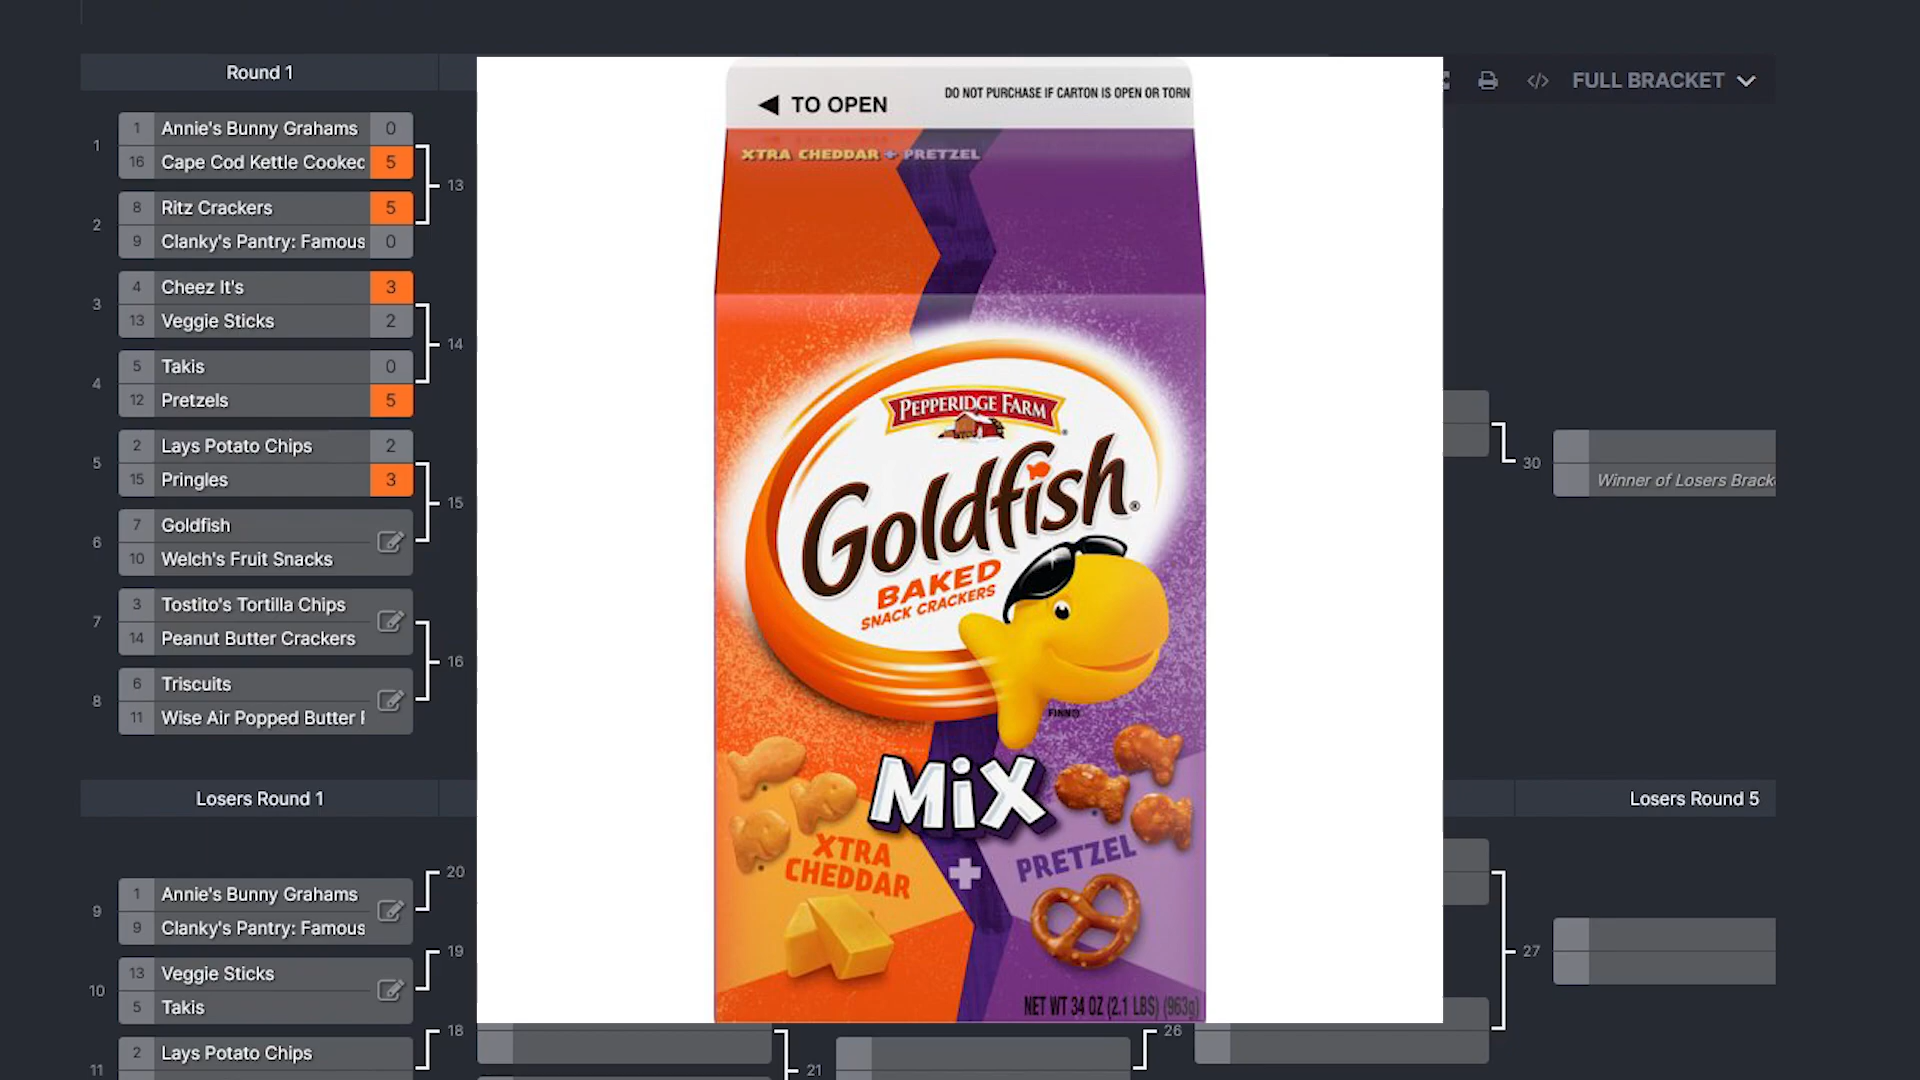 Round 1
FULL BRACKET
1
1 Annie's Bunny Grahams 0
16 Cape Cod Kettle Cooked 5
13
2
8 Ritz Crackers 5
9 Clanky's Pantry: Famous 0
3
4 Cheez It's 3
13 Veggie Sticks 2
14
4
5 Takis 0
12 Pretzels 5
5
2 Lays Potato Chips 2
15 Pringles 3
15
6
7 Goldfish
10 Welch's Fruit Snacks
7
3 Tostito's Tortilla Chips
14 Peanut Butter Crackers
16
8
6 Triscuits
11 Wise Air Popped Butter
Losers Round 1
9
1 Annie's Bunny Grahams
9 Clanky's Pantry: Famous
20
10
13 Veggie Sticks
5 Takis
19
11
2 Lays Potato Chips
18
TO OPEN
DO NOT PURCHASE IF CARTON IS OPEN OR TORN
XTRA CHEDDAR + PRETZEL
PEPPERIDGE FARM
Goldfish®
BAKED
SNACK CRACKERS
FINN®
MiX
XTRA
CHEDDAR
+
PRETZEL
NET WT 34 OZ (2.1 LBS) (963g)
30
Winner of Losers Brack
Losers Round 5
27
26
21